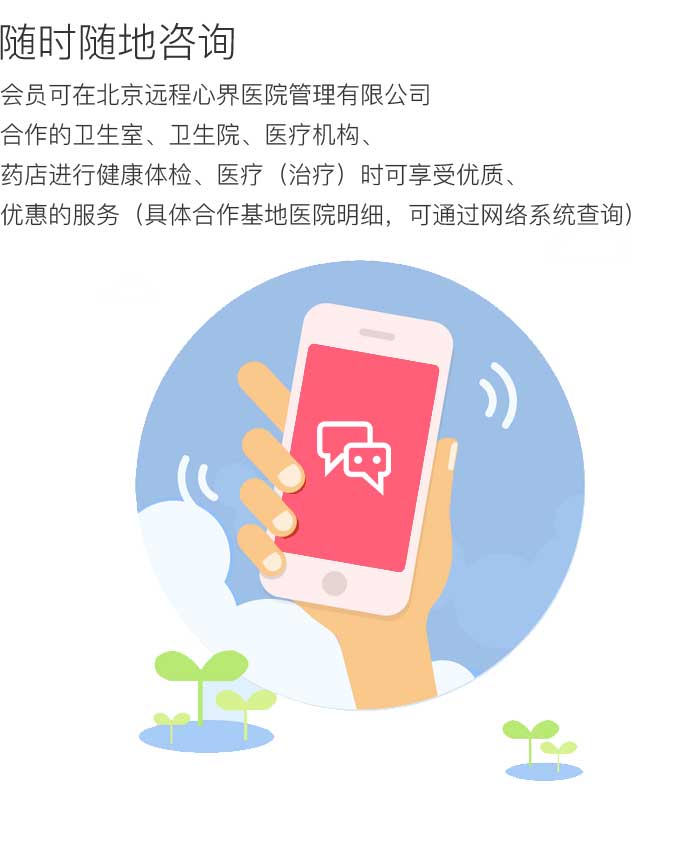 随时随地咨询
会员可在北京远程心界医院管理有限公司
合作的卫生室、卫生院、医疗机构、
药店进行健康体检、医疗（治疗）时可享受优质、
优惠的服务（具体合作基地医院明细，可通过网络系统查询）